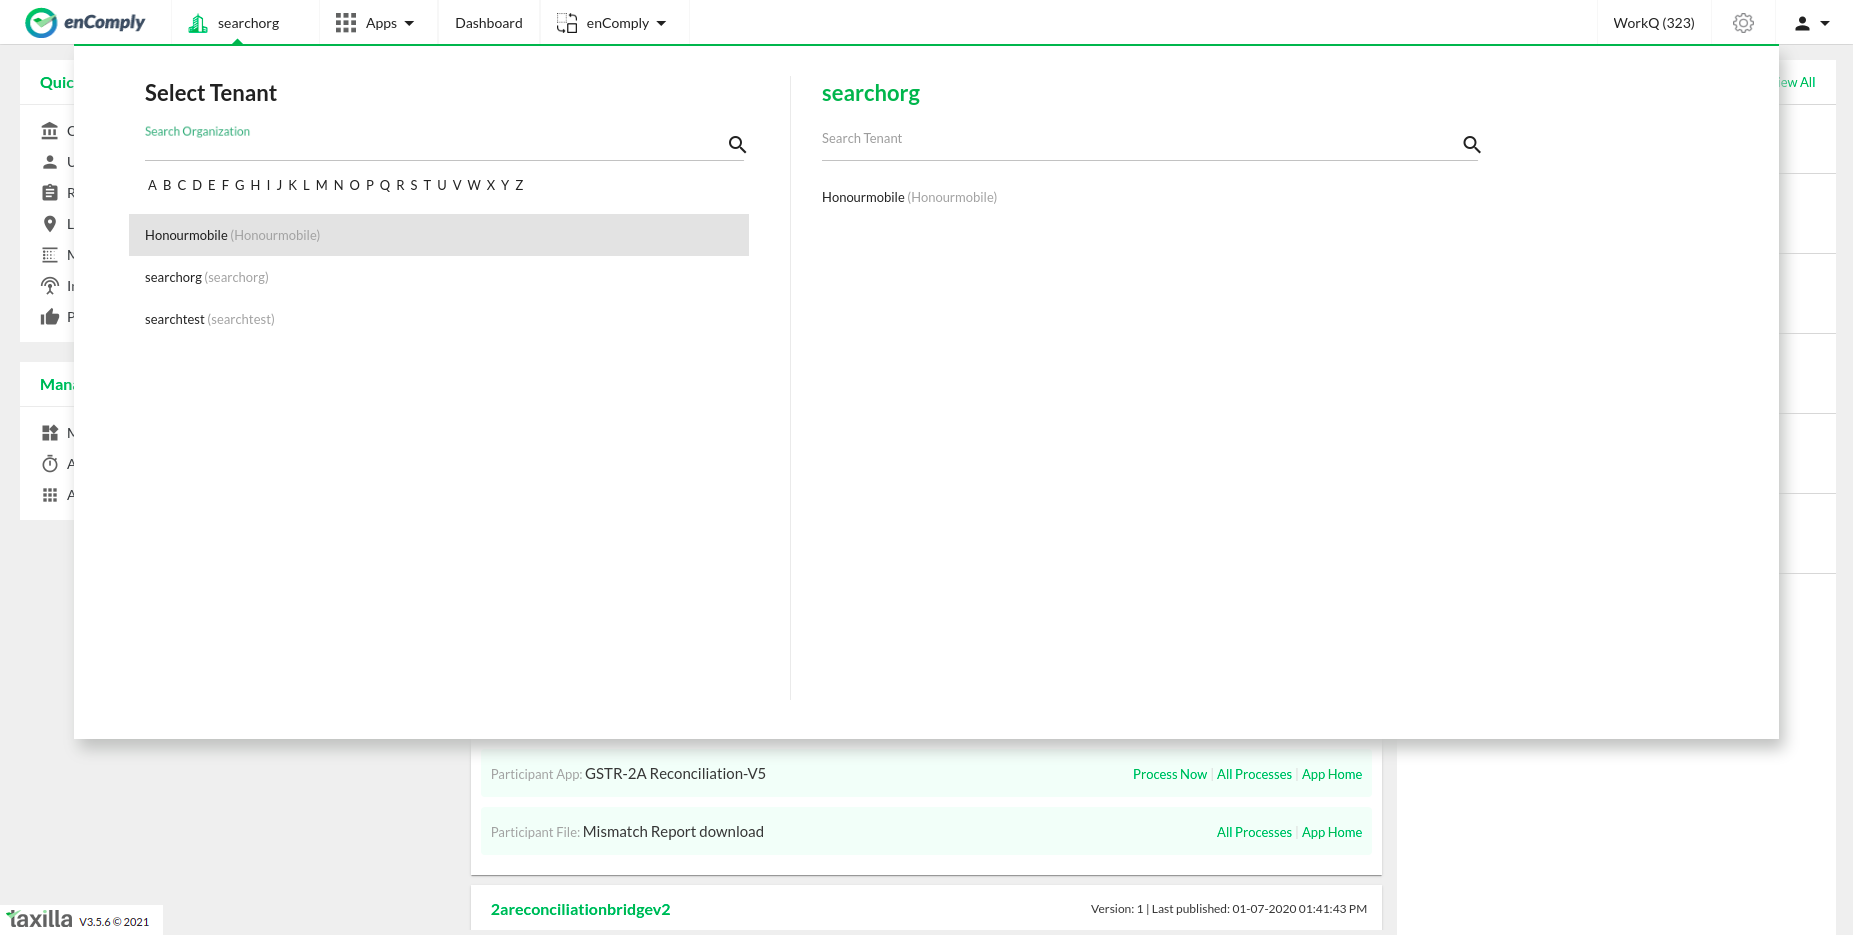 enComply
searchorg
Apps
Dashboard
enComply
WorkQ (323)
Select Tenant
Search Organization
A B C D E F G H I J K L M N O P Q R S T U V W X Y Z
Honourmobile (Honourmobile)
searchorg (searchorg)
searchtest (searchtest)
searchorg
Search Tenant
Honourmobile (Honourmobile)
All
Participant App: GSTR-2A Reconciliation-V5
Process Now | All Processes | App Home
Participant File: Mismatch Report download
All Processes | App Home
2areconciliationbridgev2
Version: 1 | Last published: 01-07-2020 01:41:43 PM
taxilla V3.5.6 © 2021